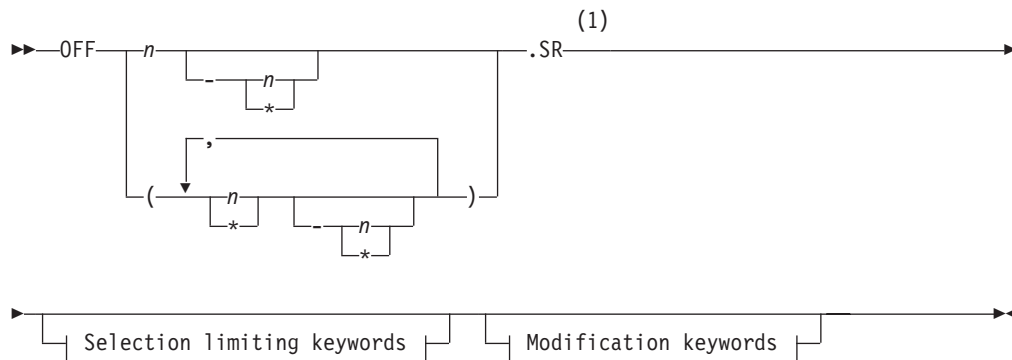 (1)
OFF n .SR
- n
*
,
( n )
* - n
*
Selection limiting keywords Modification keywords